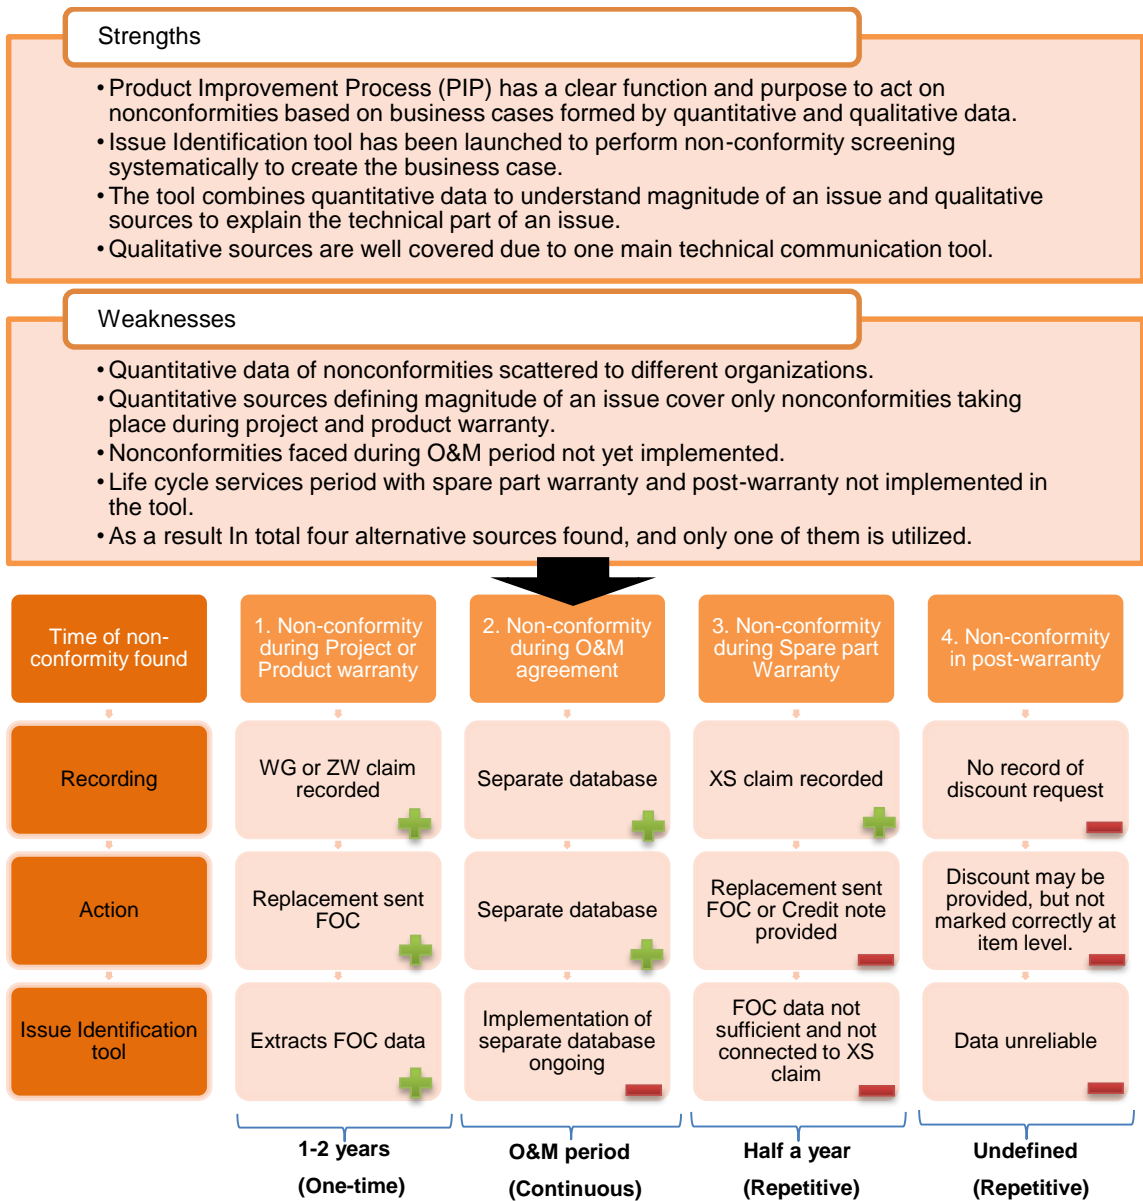 Strengths
• Product Improvement Process (PIP) has a clear function and purpose to act on
nonconformities based on business cases formed by quantitative and qualitative data.
• Issue Identification tool has been launched to perform non-conformity screening
systematically to create the business case.
• The tool combines quantitative data to understand magnitude of an issue and qualitative
sources to explain the technical part of an issue.
• Qualitative sources are well covered due to one main technical communication tool.
Weaknesses
• Quantitative data of nonconformities scattered to different organizations.
• Quantitative sources defining magnitude of an issue cover only nonconformities taking
place during project and product warranty.
• Nonconformities faced during O&M period not yet implemented.
• Life cycle services period with spare part warranty and post-warranty not implemented in
the tool.
• As a result In total four alternative sources found, and only one of them is utilized.
Time of non-
conformity found
1. Non-conformity
during Project or
Product warranty
2. Non-conformity
during O&M
agreement
3. Non-conformity
during Spare part
Warranty
4. Non-conformity
in post-warranty
Recording
WG or ZW claim
recorded
Separate database
XS claim recorded
No record of
discount request
Action
Replacement sent
FOC
Separate database
Replacement sent
FOC or Credit note
provided
Discount may be
provided, but not
marked correctly at
item level.
Issue Identification
tool
Extracts FOC data
Implementation of
separate database
ongoing
FOC data not
sufficient and not
connected to XS
claim
Data unreliable
1-2 years
(One-time)
O&M period
(Continuous)
Half a year
(Repetitive)
Undefined
(Repetitive)